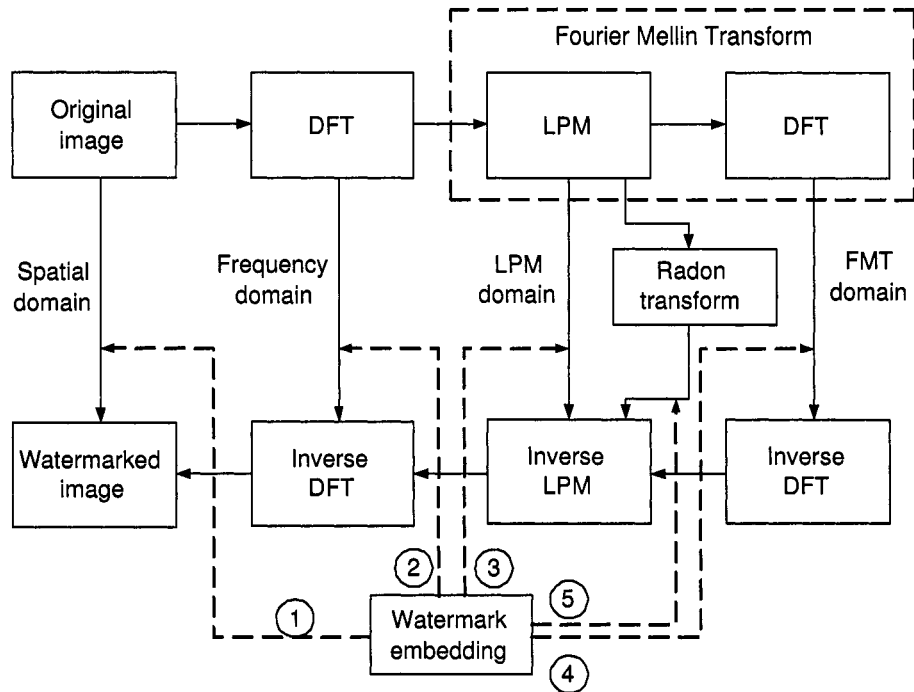 Fourier Mellin Transform
Original
image
DFT
LPM
DFT
Spatial
domain
Frequency
domain
LPM
domain
Radon
transform
FMT
domain
Watermarked
image
Inverse
DFT
Inverse
LPM
Inverse
DFT
2
3
1
5
Watermark
embedding
4